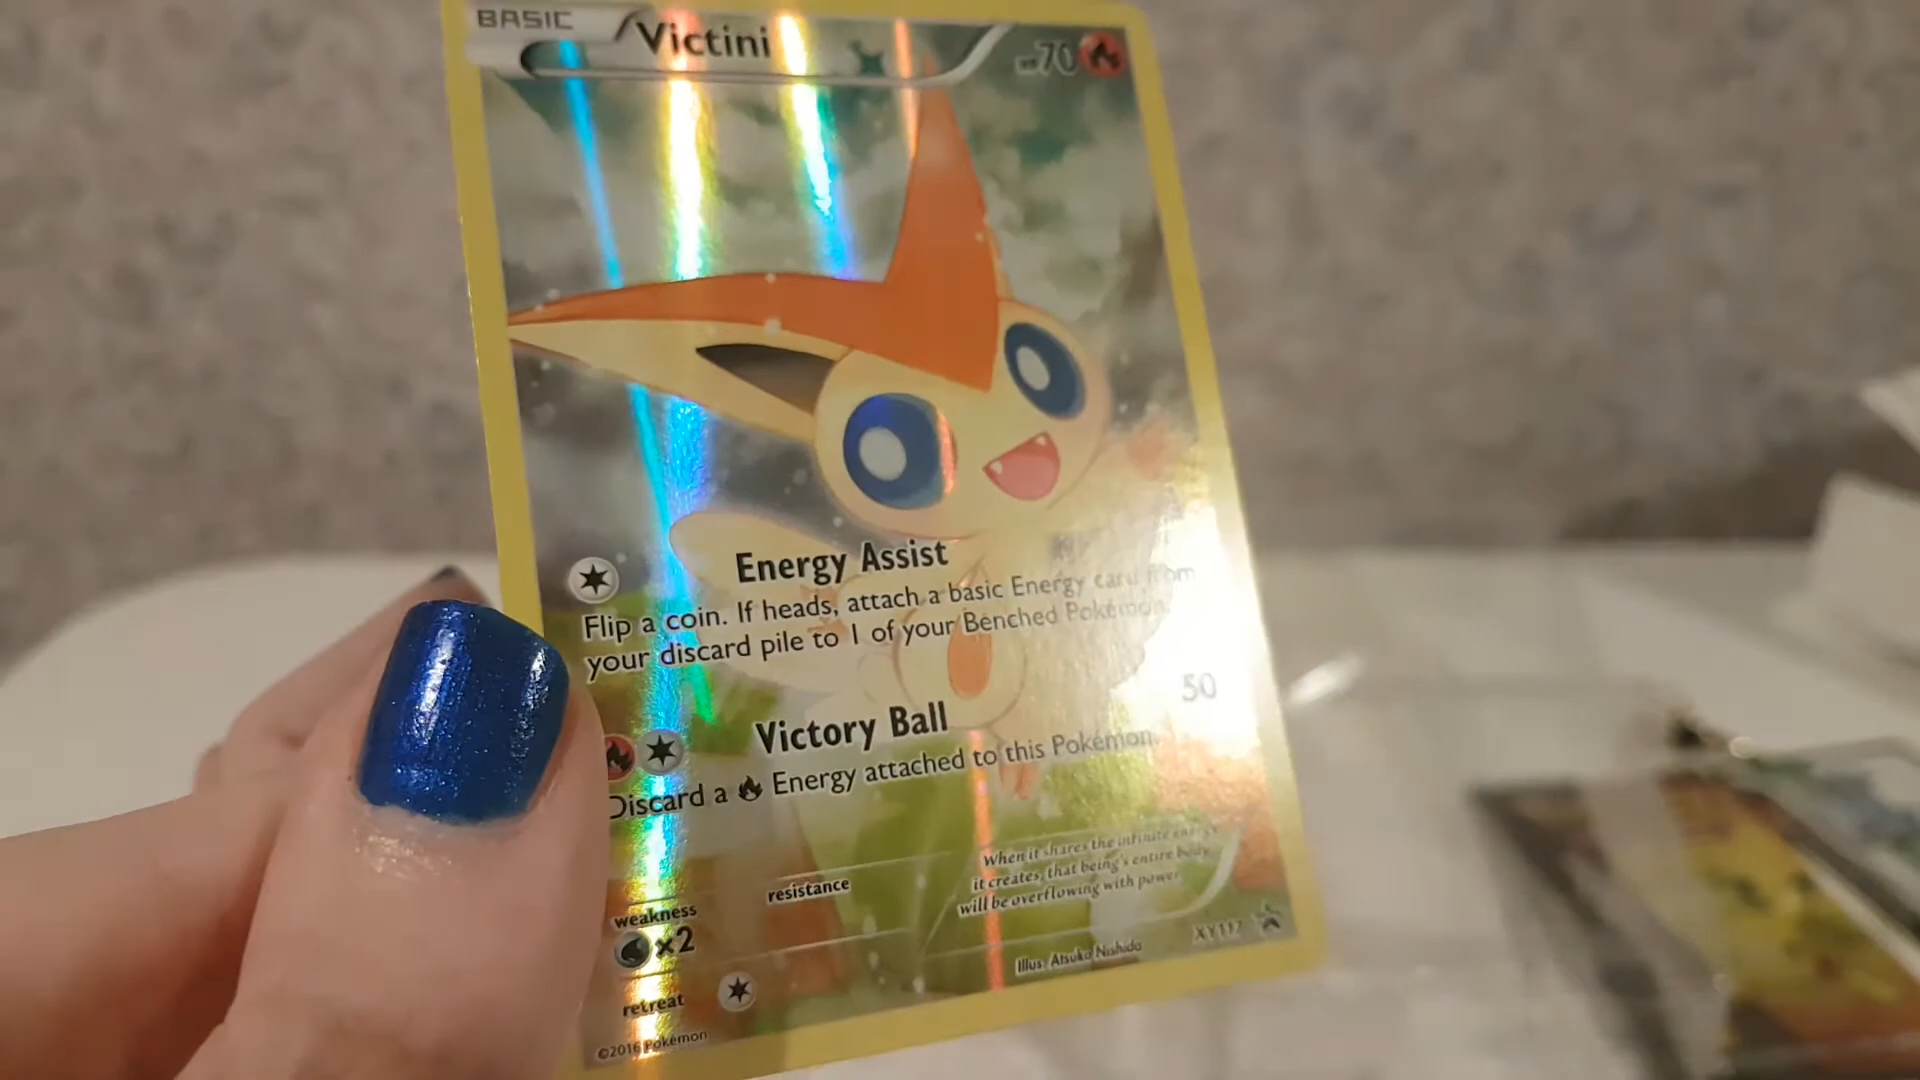 BASIC
Victini
HP70
Energy Assist
Flip a coin. If heads, attach a basic Energy card from
your discard pile to 1 of your Benched Pokémon.
Victory Ball
50
Discard a Energy attached to this Pokémon.
When it shares the infinite energy
it creates, that being's entire body
will be overflowing with power.
weakness
×2
resistance
retreat
Illus. Atsuko Nishida
XY117
©2016 Pokémon